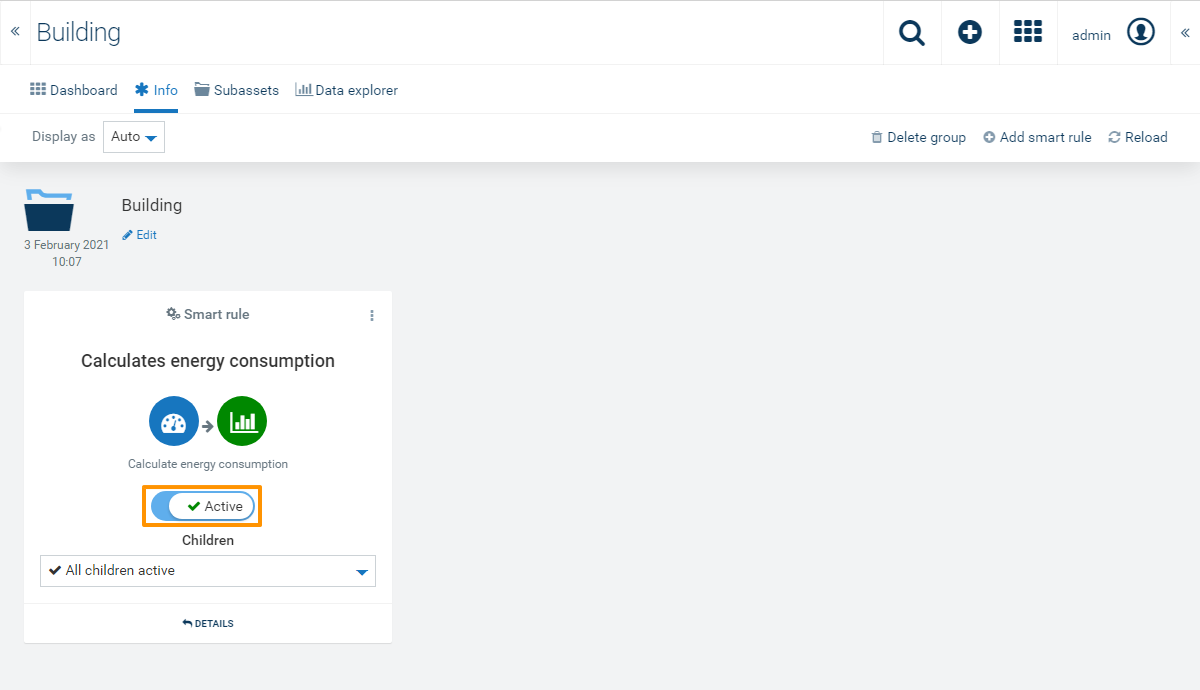 « Building admin «
Dashboard Info Subassets Data explorer
Display as Auto Delete group Add smart rule Reload
Building
Edit
3 February 2021
10:07
Smart rule
Calculates energy consumption
Calculate energy consumption
Active
Children
All children active
DETAILS